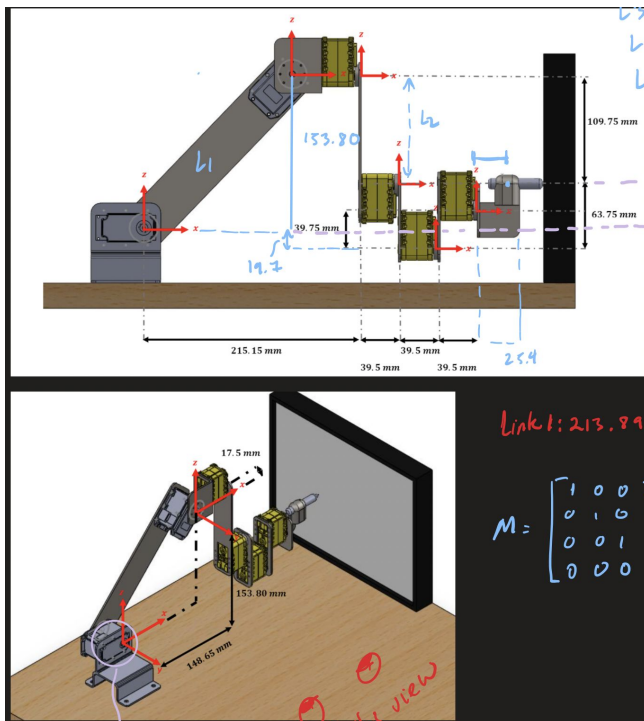 L3
L
L
z
z
x
x
109.75 mm
L2
153.80
L1
z
z
x
63.75 mm
x
z
x
39.75 mm
x
19.7
215.15 mm
39.5 mm
39.5 mm
39.5 mm
25.4
17.5 mm
z
x
153.80 mm
z
x
148.65 mm
view
Link 1: 213.89
M =
1 0 0
0 1 0
0 0 1
0 0 0